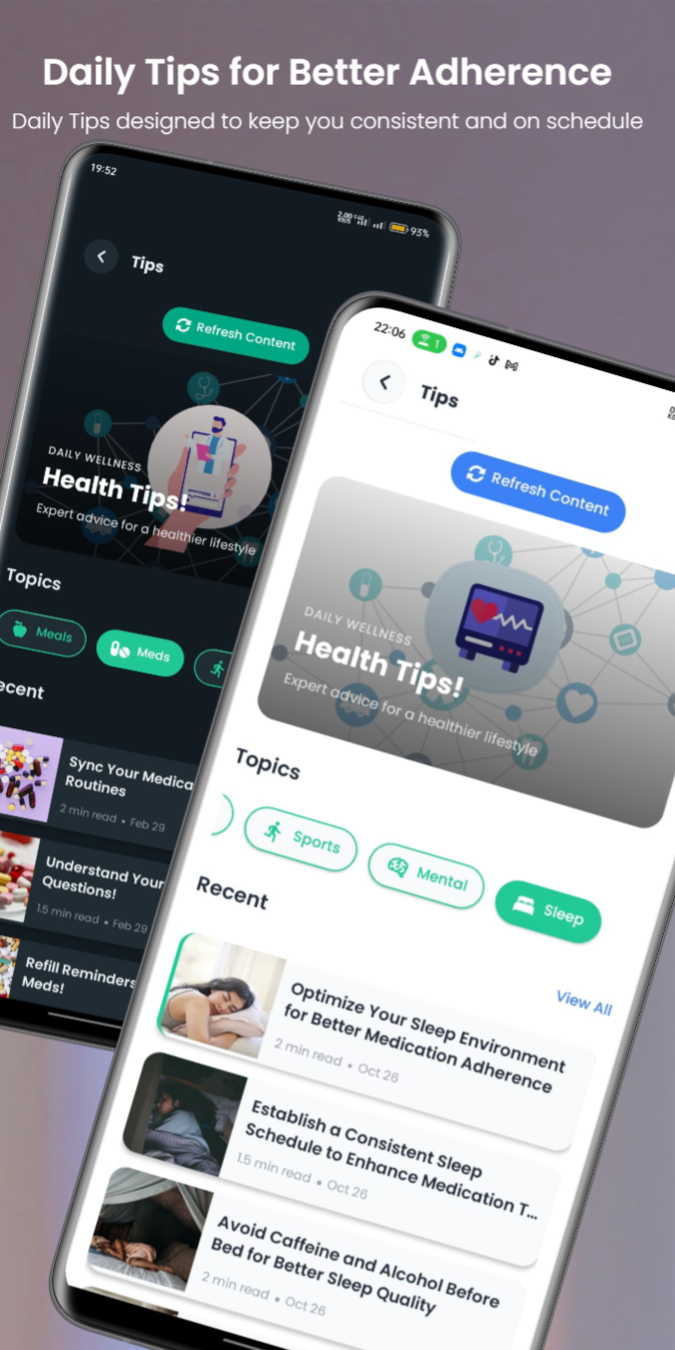 Daily Tips for Better Adherence
Daily Tips designed to keep you consistent and on schedule
19:52
93%
Tips
Refresh Content
DAILY WELLNESS
Health Tips!
Expert advice for a healthier lifestyle
Topics
Meals
Meds
ecent
Sync Your Medica
Routines
2 min read • Feb 29
Understand Your
Questions!
1.5 min read • Feb 29
Refill Reminders
Meds!
22:06
1
Tips
Refresh Content
DAILY WELLNESS
Health Tips!
Expert advice for a healthier lifestyle
Topics
Sports
Mental
Sleep
Recent
View All
Optimize Your Sleep Environment
for Better Medication Adherence
2 min read • Oct 26
Establish a Consistent Sleep
Schedule to Enhance Medication T...
1.5 min read • Oct 26
Avoid Caffeine and Alcohol Before
Bed for Better Sleep Quality
2 min read • Oct 26